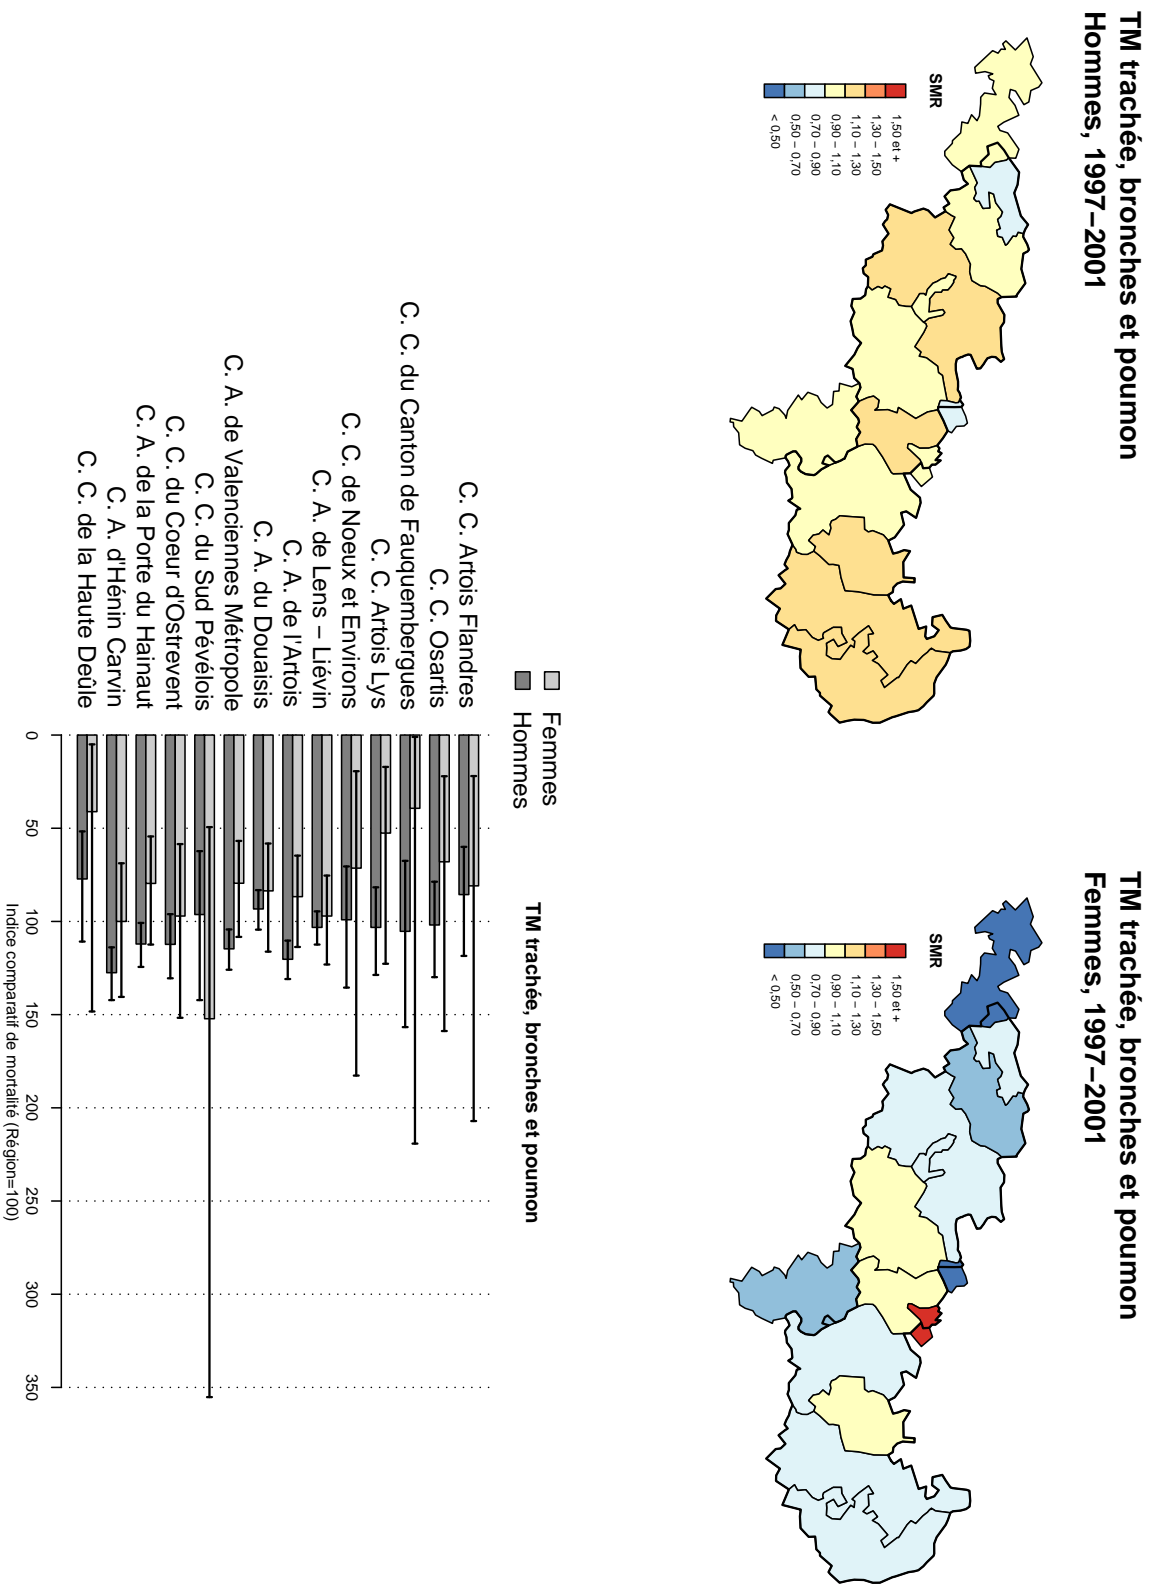 TM trachée, bronches et poumon
Hommes, 1997−2001
SMR
1,50 et +
1,30 − 1,50
1,10 − 1,30
0,90 − 1,10
0,70 − 0,90
0,50 − 0,70
< 0,50
TM trachée, bronches et poumon
Femmes, 1997−2001
SMR
1,50 et +
1,30 − 1,50
1,10 − 1,30
0,90 − 1,10
0,70 − 0,90
0,50 − 0,70
< 0,50
TM trachée, bronches et poumon
Femmes
Hommes
C. C. Artois Flandres
C. C. Osartis
C. C. du Canton de Fauquembergues
C. C. Artois Lys
C. C. de Noeux et Environs
C. A. de Lens − Liévin
C. A. de l'Artois
C. A. du Douaisis
C. A. de Valenciennes Métropole
C. C. du Sud Pévélois
C. C. du Coeur d'Ostrevent
C. A. de la Porte du Hainaut
C. A. d'Hénin Carvin
C. C. de la Haute Deûle
0 50 100 150 200 250 300 350
Indice comparatif de mortalité (Région=100)